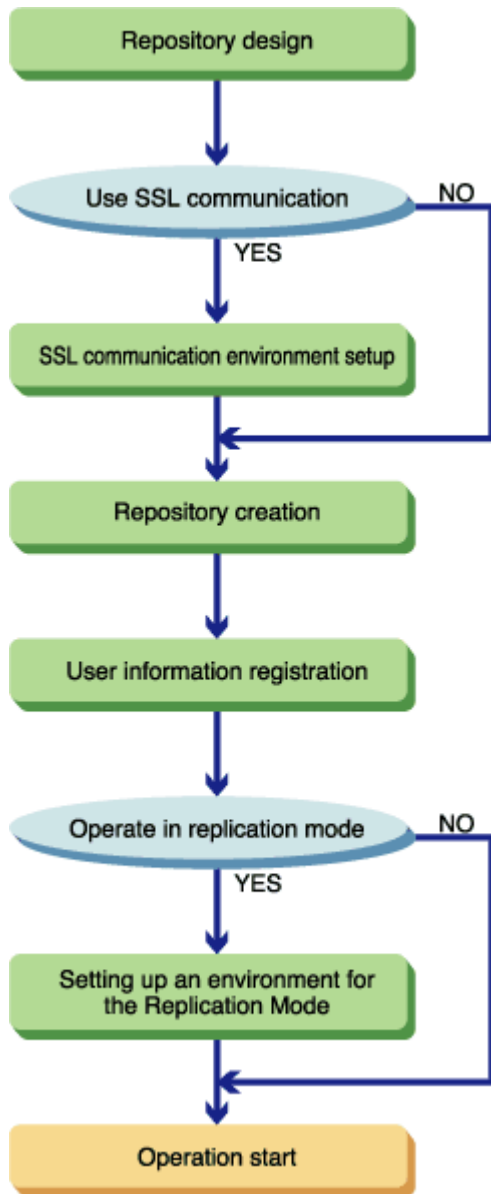 Repository design
Use SSL communication
NO
YES
SSL communication environment setup
Repository creation
User information registration
Operate in replication mode
NO
YES
Setting up an environment for
the Replication Mode
Operation start